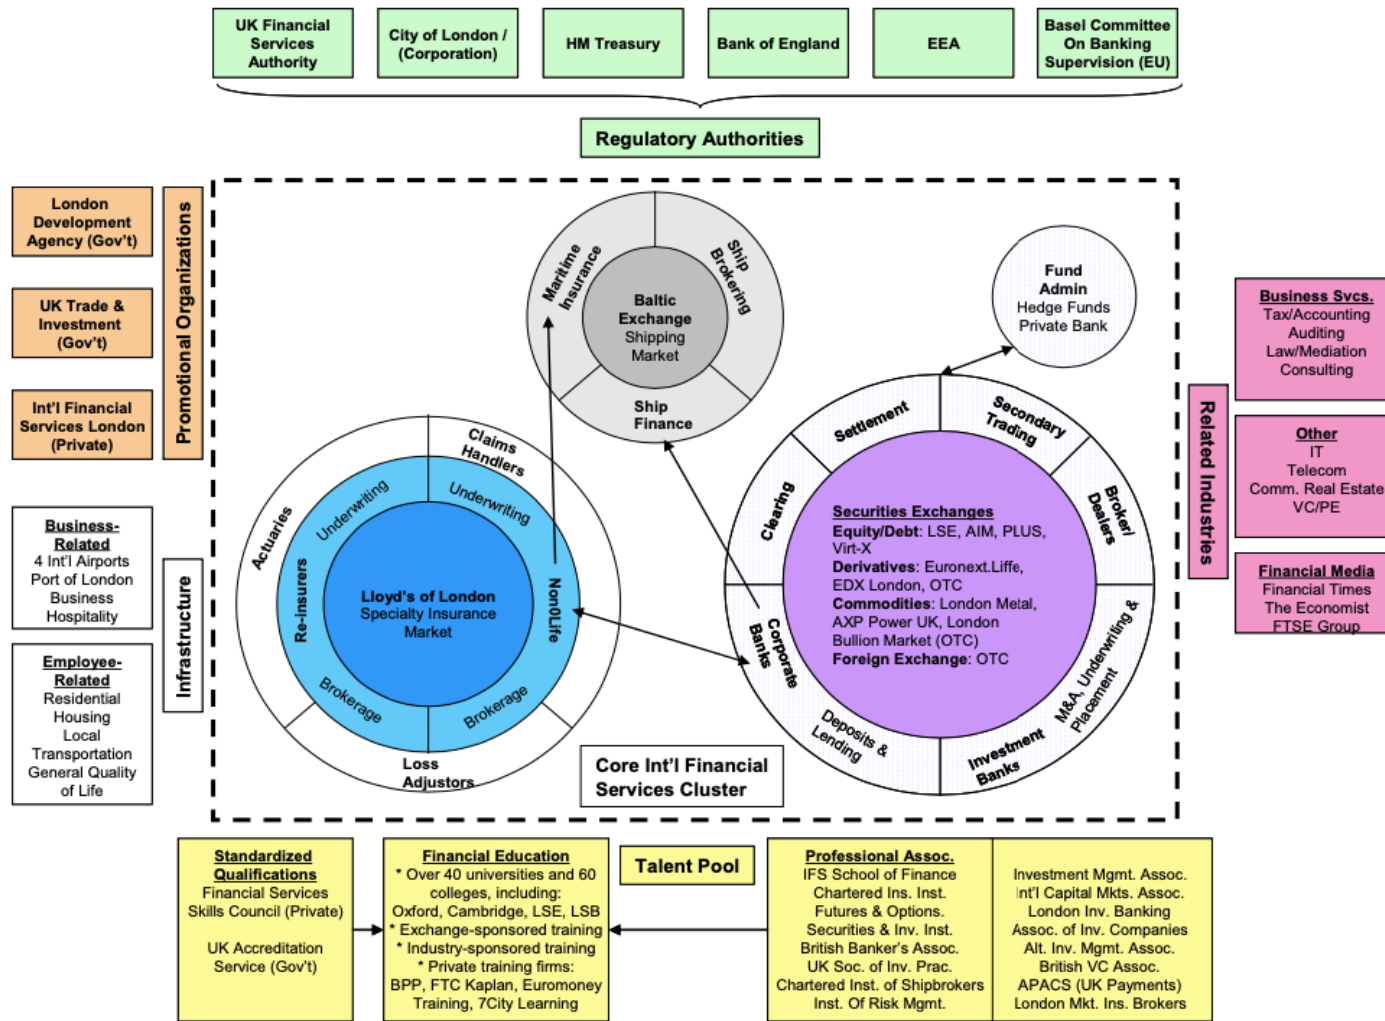 UK Financial
Services
Authority
City of London /
(Corporation)
HM Treasury
Bank of England
EEA
Basel Committee
On Banking
Supervision (EU)
Regulatory Authorities
London
Development
Agency (Gov't)
UK Trade &
Investment
(Gov't)
Int'l Financial
Services London
(Private)
Promotional Organizations
Business-
Related
4 Int'l Airports
Port of London
Business
Hospitality
Employee-
Related
Residential
Housing
Local
Transportation
General Quality
of Life
Infrastructure
Maritime
Insurance
Ship
Brokering
Baltic
Exchange
Shipping
Market
Ship
Finance
Fund
Admin
Hedge Funds
Private Bank
Claims
Handlers
Actuaries
Underwriting
Underwriting
Re-insurers
Non0Life
Lloyd's of London
Specialty Insurance
Market
Brokerage
Brokerage
Loss
Adjustors
Settlement
Secondary
Trading
Clearing
Broker/
Dealers
Securities Exchanges
Equity/Debt: LSE, AIM, PLUS,
Virt-X
Derivatives: Euronext.Liffe,
EDX London, OTC
Commodities: London Metal,
AXP Power UK, London
Bullion Market (OTC)
Foreign Exchange: OTC
Corporate
Banks
Deposits &
Lending
Investment
Banks
M&A, Underwriting &
Placement
Core Int'l Financial
Services Cluster
Related Industries
Business Svcs.
Tax/Accounting
Auditing
Law/Mediation
Consulting
Other
IT
Telecom
Comm. Real Estate
VC/PE
Financial Media
Financial Times
The Economist
FTSE Group
Standardized
Qualifications
Financial Services
Skills Council (Private)
UK Accreditation
Service (Gov't)
Financial Education
* Over 40 universities and 60
colleges, including:
Oxford, Cambridge, LSE, LSB
* Exchange-sponsored training
* Industry-sponsored training
* Private training firms:
BPP, FTC Kaplan, Euromoney
Training, 7City Learning
Talent Pool
Professional Assoc.
IFS School of Finance
Chartered Ins. Inst.
Futures & Options.
Securities & Inv. Inst.
British Banker's Assoc.
UK Soc. of Inv. Prac.
Chartered Inst. of Shipbrokers
Inst. Of Risk Mgmt.
Investment Mgmt. Assoc.
Int'l Capital Mkts. Assoc.
London Inv. Banking
Assoc. of Inv. Companies
Alt. Inv. Mgmt. Assoc.
British VC Assoc.
APACS (UK Payments)
London Mkt. Ins. Brokers